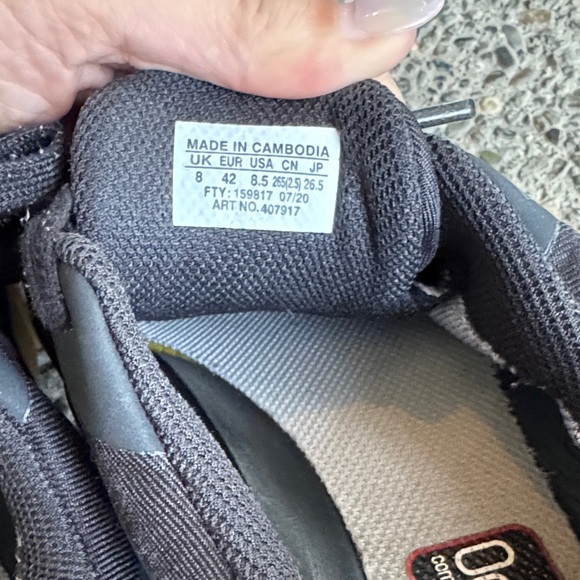 MADE IN CAMBODIA
UK EUR USA CN JP
8 42 8.5 265(2.5) 26.5
FTY: 159817 07/20
ART NO. 407917
O
com